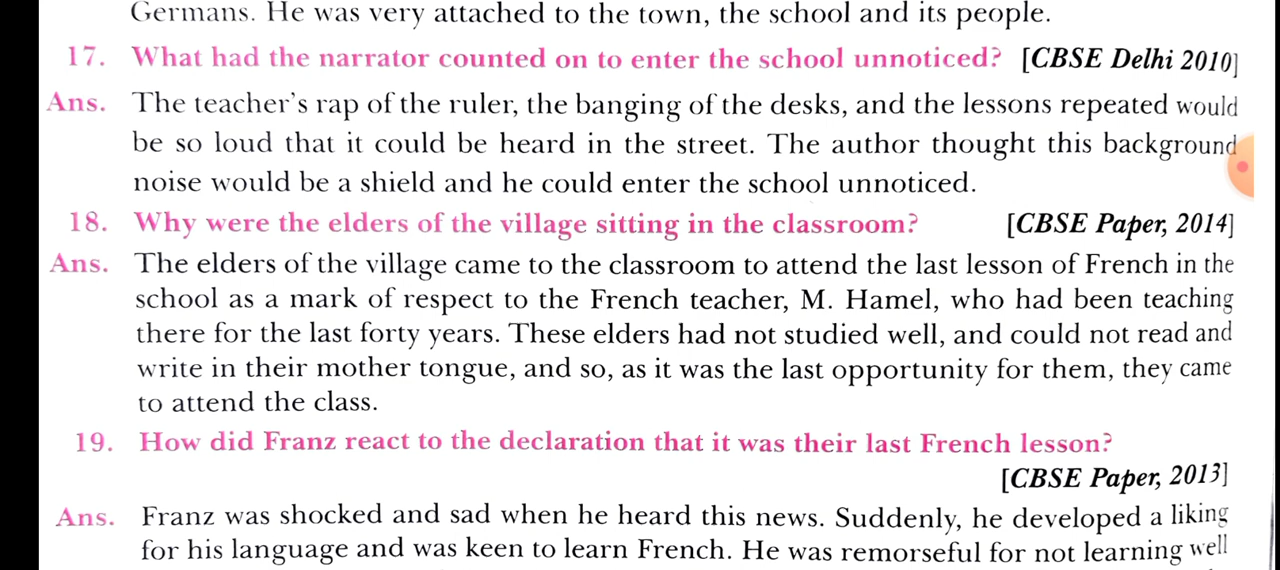 Germans. He was very attached to the town, the school and its people.
17. What had the narrator counted on to enter the school unnoticed? [CBSE Delhi 2010]
Ans. The teacher's rap of the ruler, the banging of the desks, and the lessons repeated would
be so loud that it could be heard in the street. The author thought this background
noise would be a shield and he could enter the school unnoticed.
18. Why were the elders of the village sitting in the classroom? [CBSE Paper, 2014]
Ans. The elders of the village came to the classroom to attend the last lesson of French in the
school as a mark of respect to the French teacher, M. Hamel, who had been teaching
there for the last forty years. These elders had not studied well, and could not read and
write in their mother tongue, and so, as it was the last opportunity for them, they came
to attend the class.
19. How did Franz react to the declaration that it was their last French lesson?
[CBSE Paper, 2013]
Ans. Franz was shocked and sad when he heard this news. Suddenly, he developed a liking
for his language and was keen to learn French. He was remorseful for not learning well